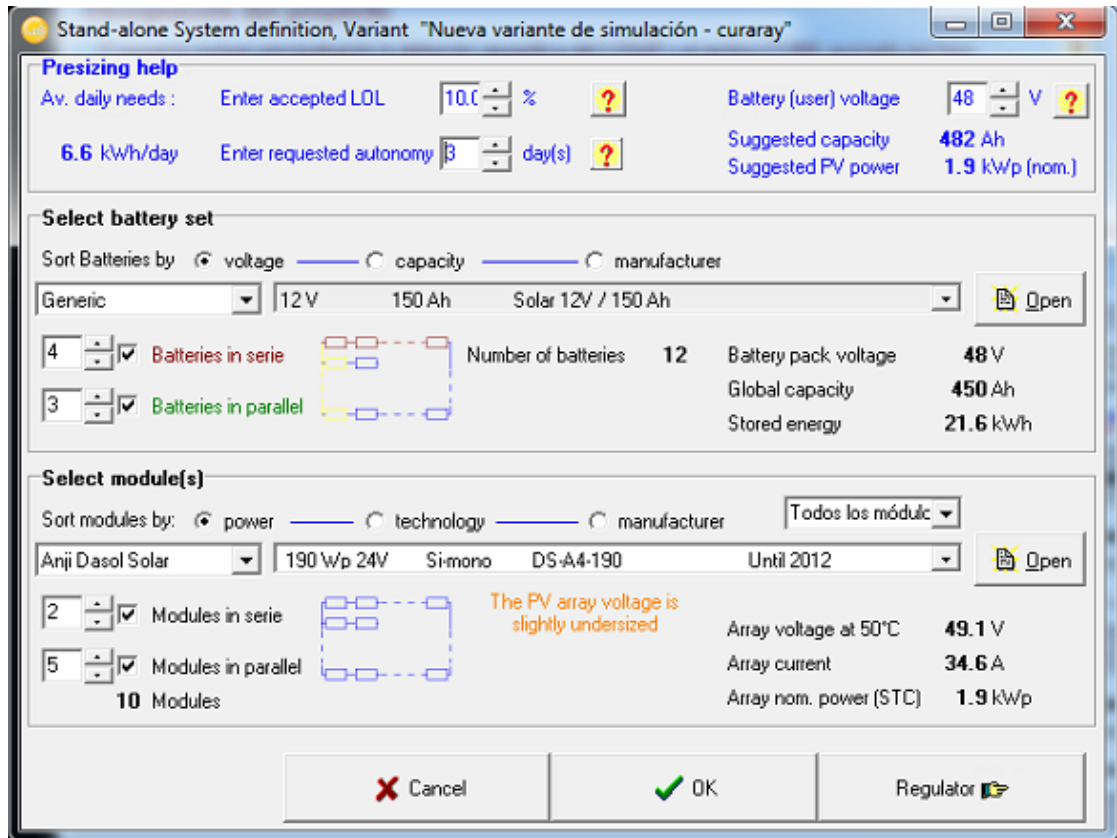 Stand-alone System definition, Variant "Nueva variante de simulación - curaray"
Presizing help
Av. daily needs : Enter accepted LOL 10.0 % ? Battery (user) voltage 48 V ?
Suggested capacity 482 Ah
6.6 kWh/day Enter requested autonomy 3 day(s) ? Suggested PV power 1.9 kWp (nom.)
Select battery set
Sort Batteries by voltage capacity manufacturer
Generic 12 V 150 Ah Solar 12V / 150 Ah Open
4 Batteries in serie Number of batteries 12 Battery pack voltage 48 V
Global capacity 450 Ah
3 Batteries in parallel Stored energy 21.6 kWh
Select module(s)
Sort modules by: power technology manufacturer Todos los módulc
Anji Dasol Solar 190 Wp 24V Si-mono DS-A4-190 Until 2012 Open
2 Modules in serie The PV array voltage is
slightly undersized Array voltage at 50°C 49.1 V
5 Modules in parallel Array current 34.6 A
10 Modules Array nom. power (STC) 1.9 kWp
Cancel OK Regulator